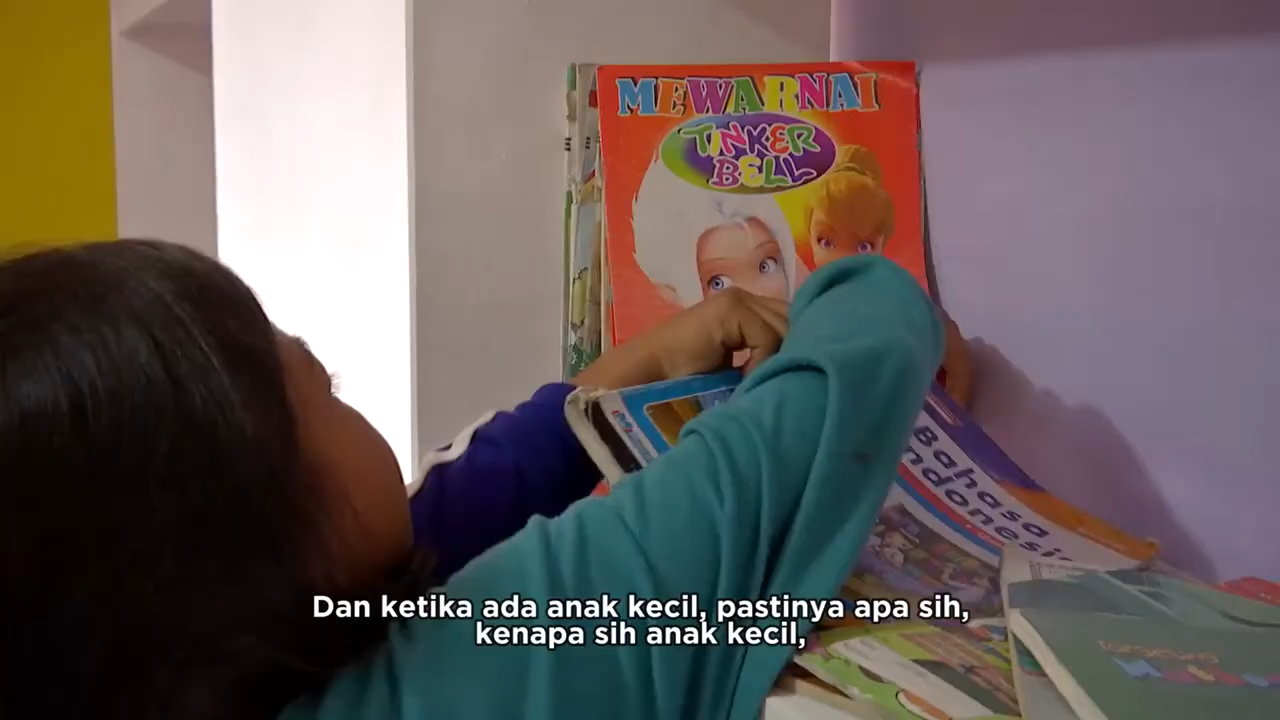 MEWARNAI
TINKER
BELL
Bahasa
Indonesia
Dan ketika ada anak kecil, pastinya apa sih,
kenapa sih anak kecil,